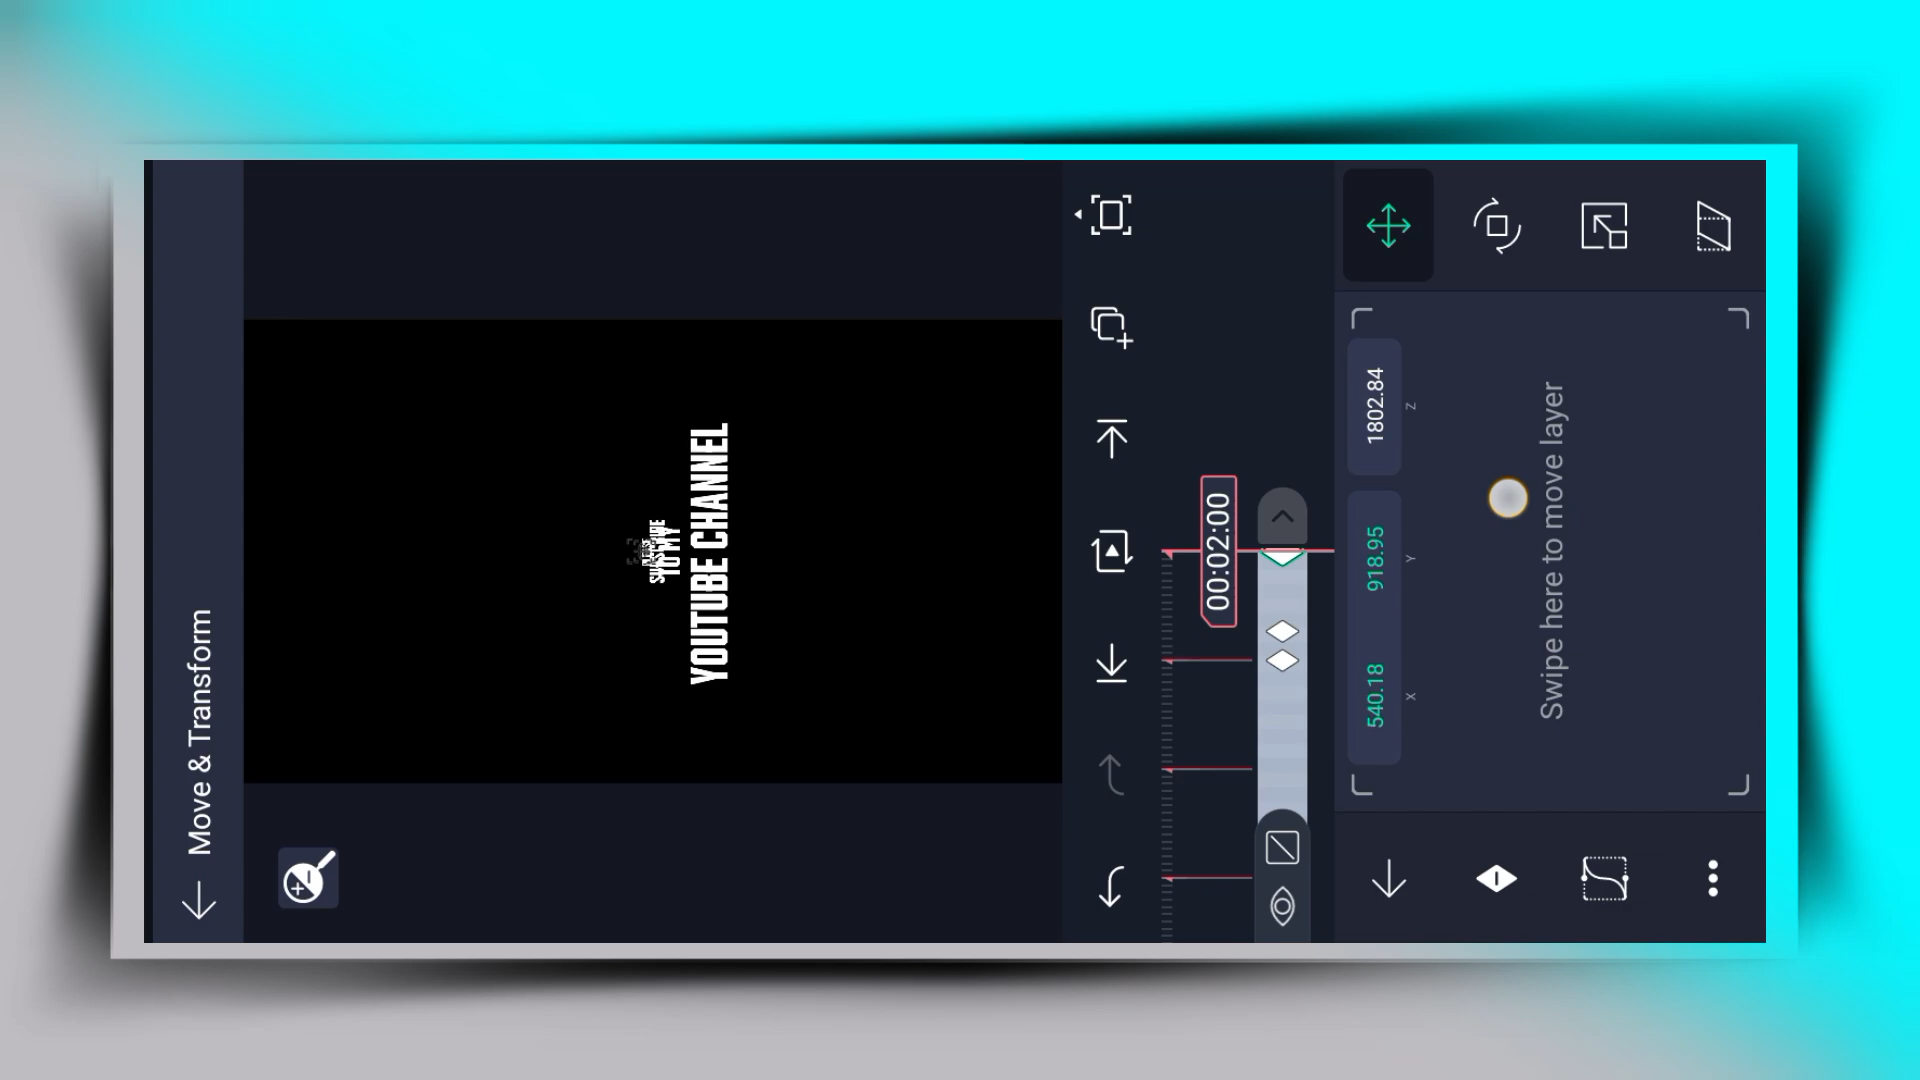 Move & Transform
SUBSCRIBE
TO MY
YOUTUBE CHANNEL
00:02:00
540.18
918.95
1802.84
X
Y
Z
Swipe here to move layer